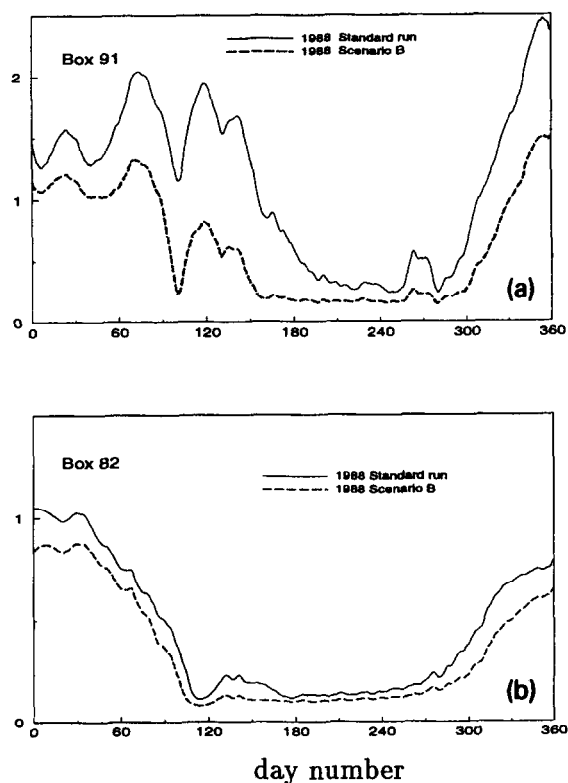 Box 91
1988 Standard run
1988 Scenario B
2
1
0
(a)
0 60 120 180 240 300 360
Box 82
1988 Standard run
1988 Scenario B
1
0
(b)
0 60 120 180 240 300 360
day number